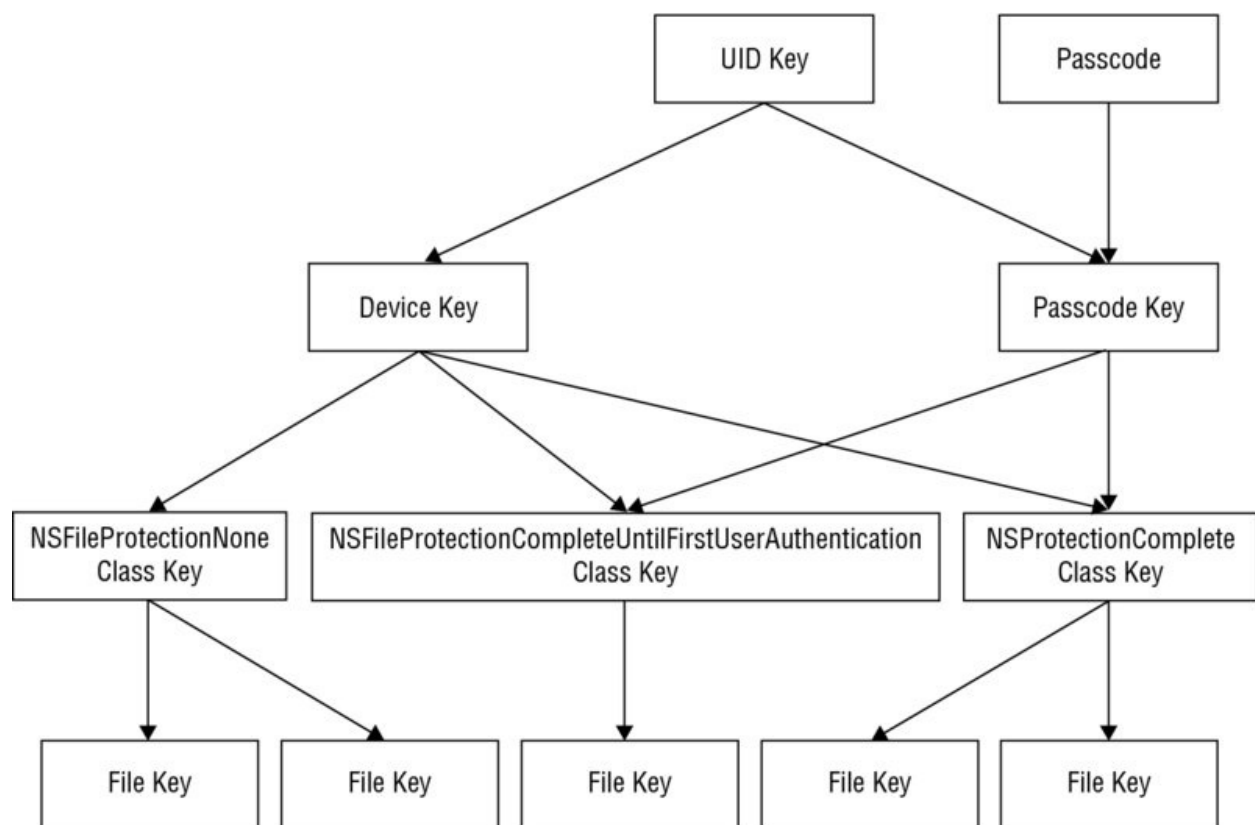 UID Key
Passcode
Device Key
Passcode Key
NSFileProtectionNone
Class Key
NSFileProtectionCompleteUntilFirstUserAuthentication
Class Key
NSProtectionComplete
Class Key
File Key
File Key
File Key
File Key
File Key